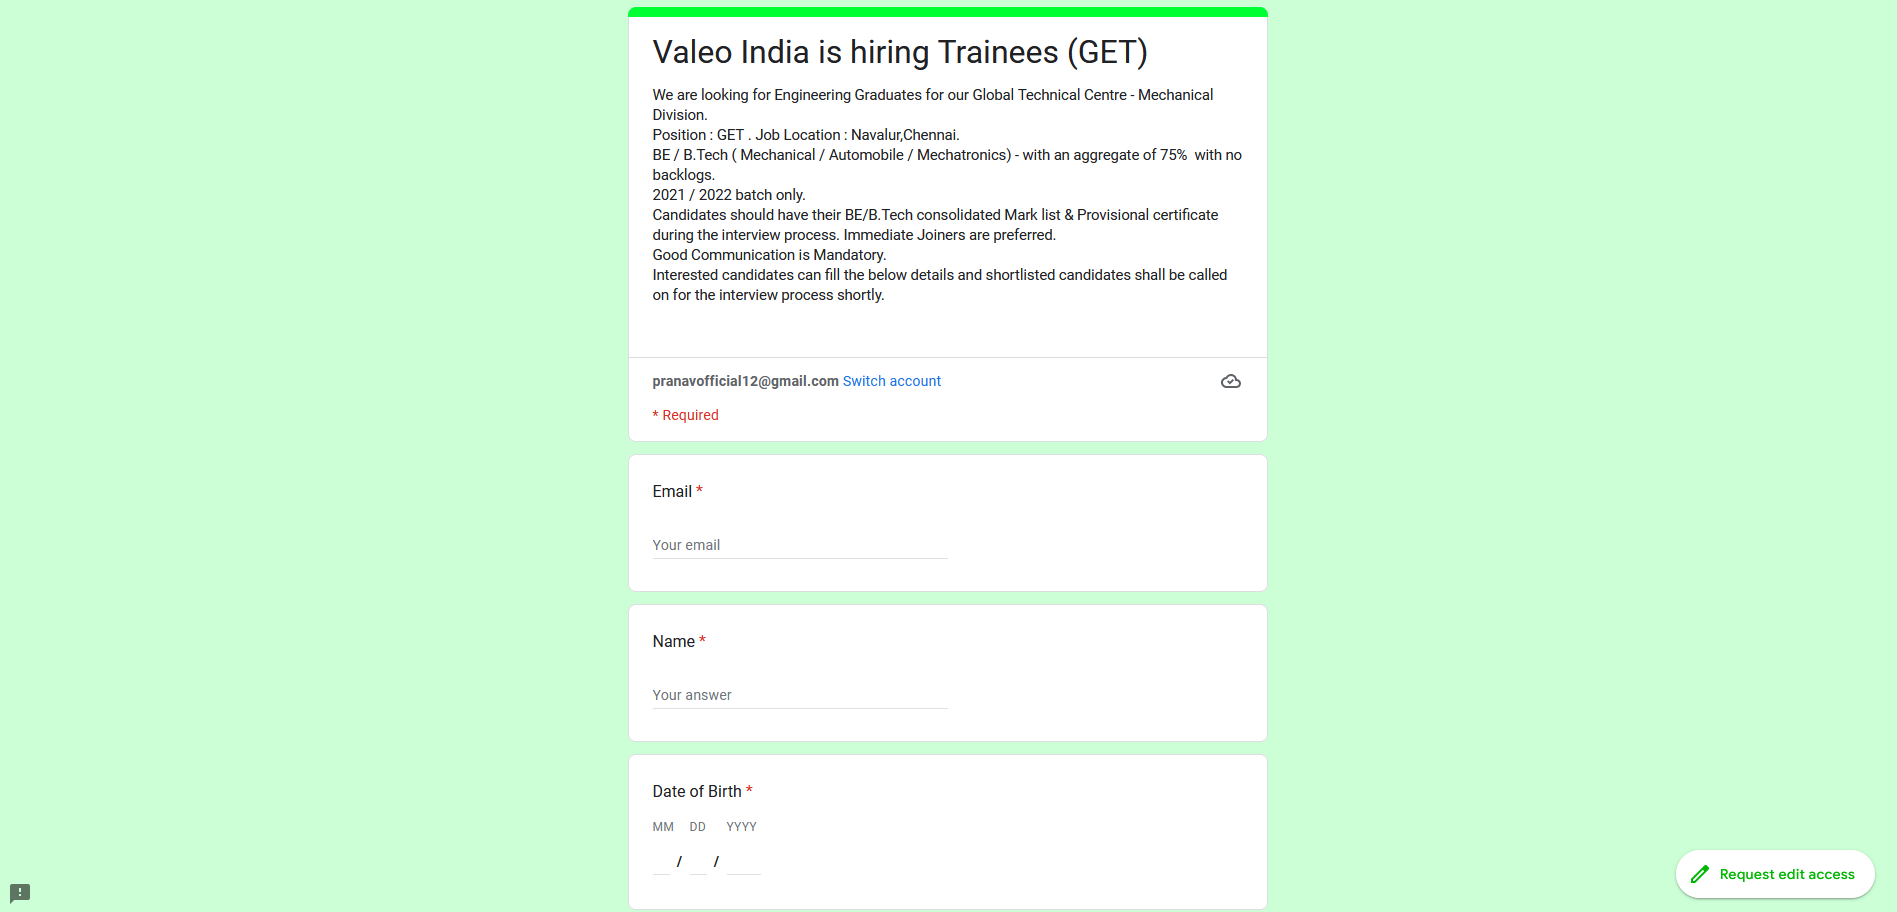 Valeo India is hiring Trainees (GET)
We are looking for Engineering Graduates for our Global Technical Centre - Mechanical
Division.
Position : GET . Job Location : Navalur,Chennai.
BE / B.Tech ( Mechanical / Automobile / Mechatronics) - with an aggregate of 75%  with no
backlogs.
2021 / 2022 batch only.
Candidates should have their BE/B.Tech consolidated Mark list & Provisional certificate
during the interview process. Immediate Joiners are preferred.
Good Communication is Mandatory.
Interested candidates can fill the below details and shortlisted candidates shall be called
on for the interview process shortly.
pranavofficial12@gmail.com Switch account
* Required
Email *
Your email
Name *
Your answer
Date of Birth *
MM DD YYYY
/ /
Request edit access